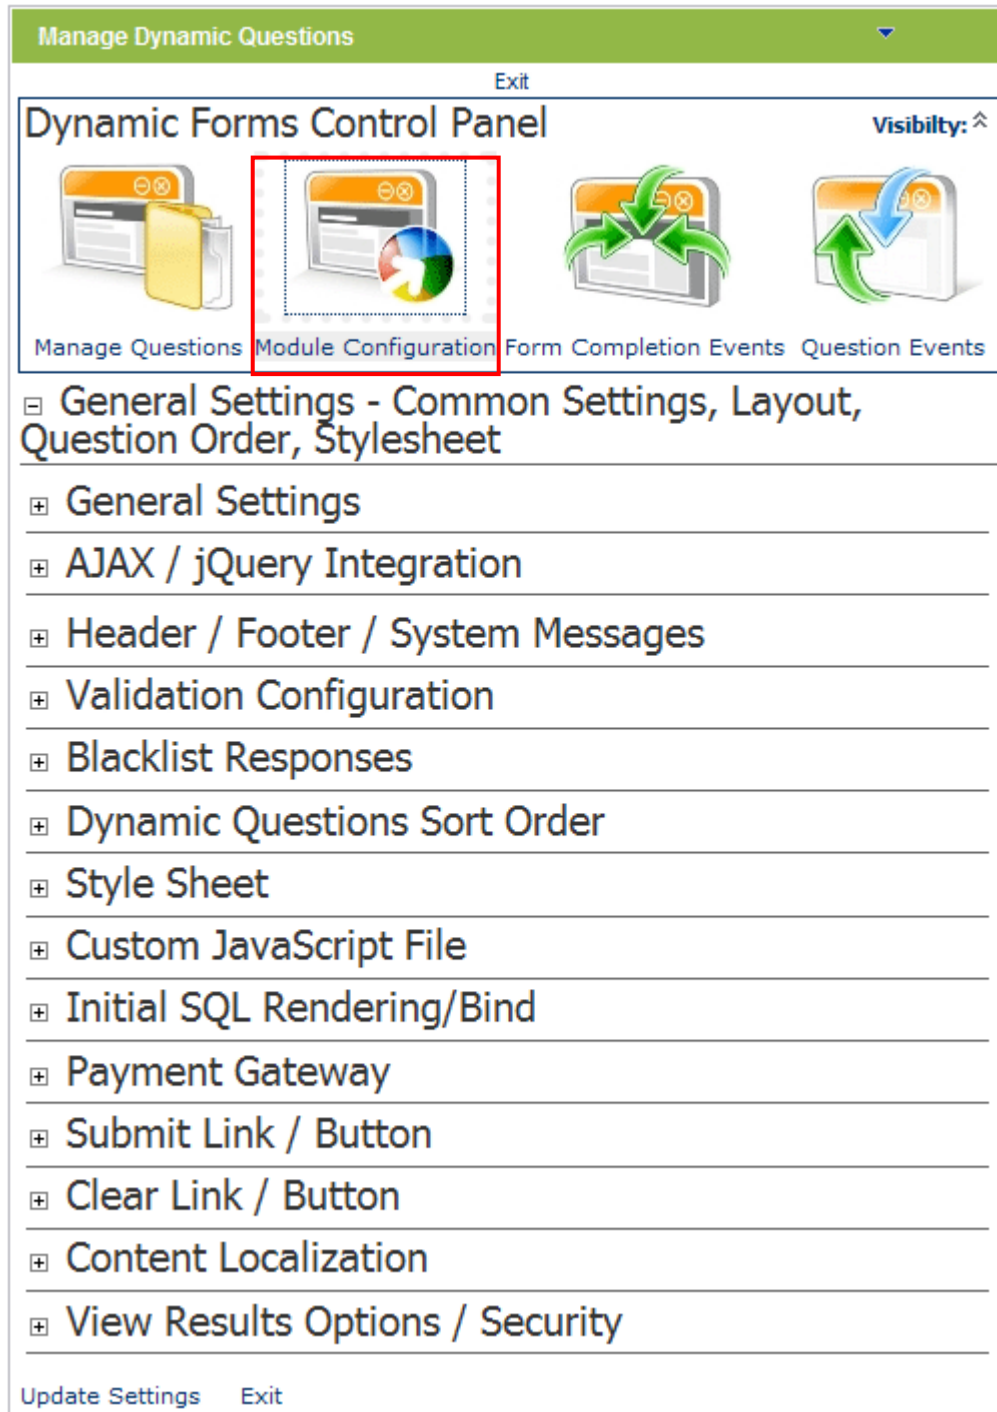 Manage Dynamic Questions
Exit
Dynamic Forms Control Panel
Visibilty:
Manage Questions Module Configuration Form Completion Events Question Events
General Settings - Common Settings, Layout,
Question Order, Stylesheet
General Settings
AJAX / jQuery Integration
Header / Footer / System Messages
Validation Configuration
Blacklist Responses
Dynamic Questions Sort Order
Style Sheet
Custom JavaScript File
Initial SQL Rendering/Bind
Payment Gateway
Submit Link / Button
Clear Link / Button
Content Localization
View Results Options / Security
Update Settings Exit